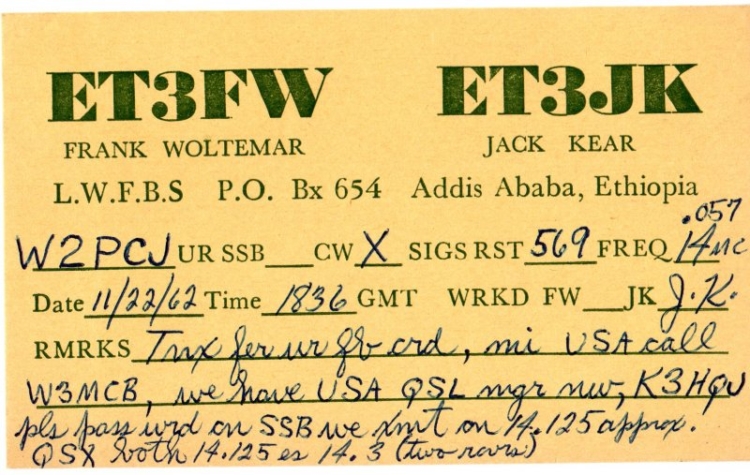 ET3FW ET3JK
FRANK WOLTEMAR JACK KEAR
L.W.F.B.S P.O. Bx 654 Addis Ababa, Ethiopia
.057
W2PCJ UR SSB CW X SIGS RST 569 FREQ 14MC
Date 11/22/62 Time 1836 GMT WRKD FW JK J.K.
RMRKS Tnx fer ur fb crd, mi USA call
W3MCB, we have USA QSL mgr nw, K3HQV
pls pass wrd on SSB we xmt on 14.125 approx.
QSX both 14.125 es 14.3 (two rcvrs)